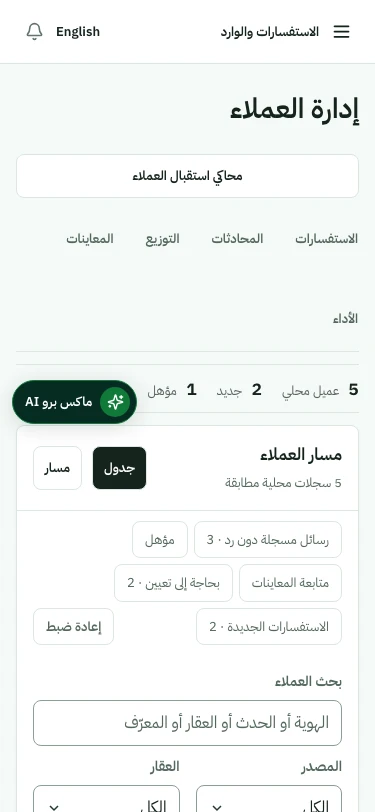 الاستفسارات والوارد
English
إدارة العملاء
محاكي استقبال العملاء
الاستفسارات المحادثات التوزيع المعاينات
الأداء
5 عميل محلي 2 جديد 1 مؤهل
ماكس برو AI
مسار العملاء
5 سجلات محلية مطابقة
جدول
مسار
رسائل مسجلة دون رد · 3
مؤهل
متابعة المعاينات
بحاجة إلى تعيين · 2
الاستفسارات الجديدة · 2
إعادة ضبط
بحث العملاء
الهوية أو الحدث أو العقار أو المعرّف
المصدر
العقار
الكل
الكل